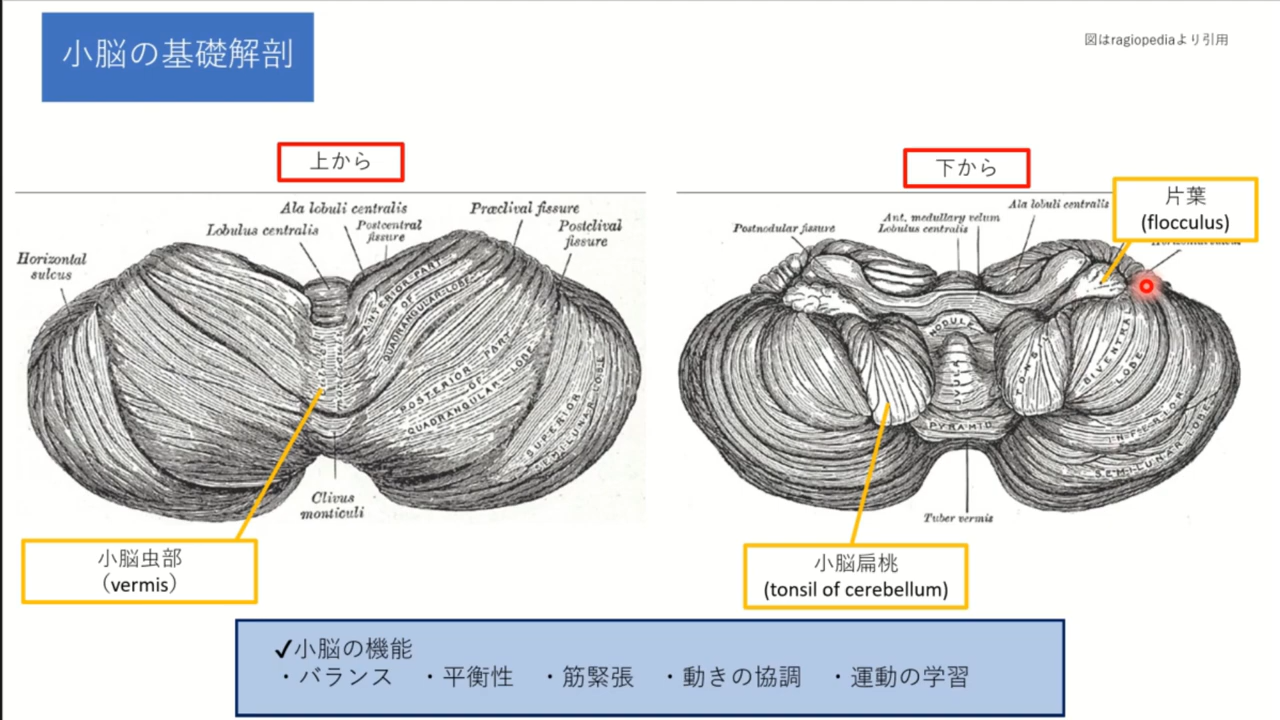 小脳の基礎解剖
図はragiopediaより引用
上から
Ala lobuli centralis
Lobulus centralis
Postcentral
fissure
Præclival fissure
Postclival
fissure
Horizontal
sulcus
ANTERIOR PART
OF
QUADRANGULAR LOBE
POSTERIOR PART
OF
QUADRANGULAR LOBE
SUPERIOR
SEMILUNAR LOBE
Clivus
monticuli
小脳虫部
（vermis）
下から
片葉
(flocculus)
Ala lobuli centralis
Ant. medullary velum
Lobulus centralis
Postnodular fissure
NODULE
UVULA
TONSIL
BIVENTRAL
LOBE
PYRAMID
INFERIOR
SEMILUNAR LOBES
Tuber vermis
小脳扁桃
(tonsil of cerebellum)
✓小脳の機能
・バランス ・平衡性 ・筋緊張 ・動きの協調 ・運動の学習